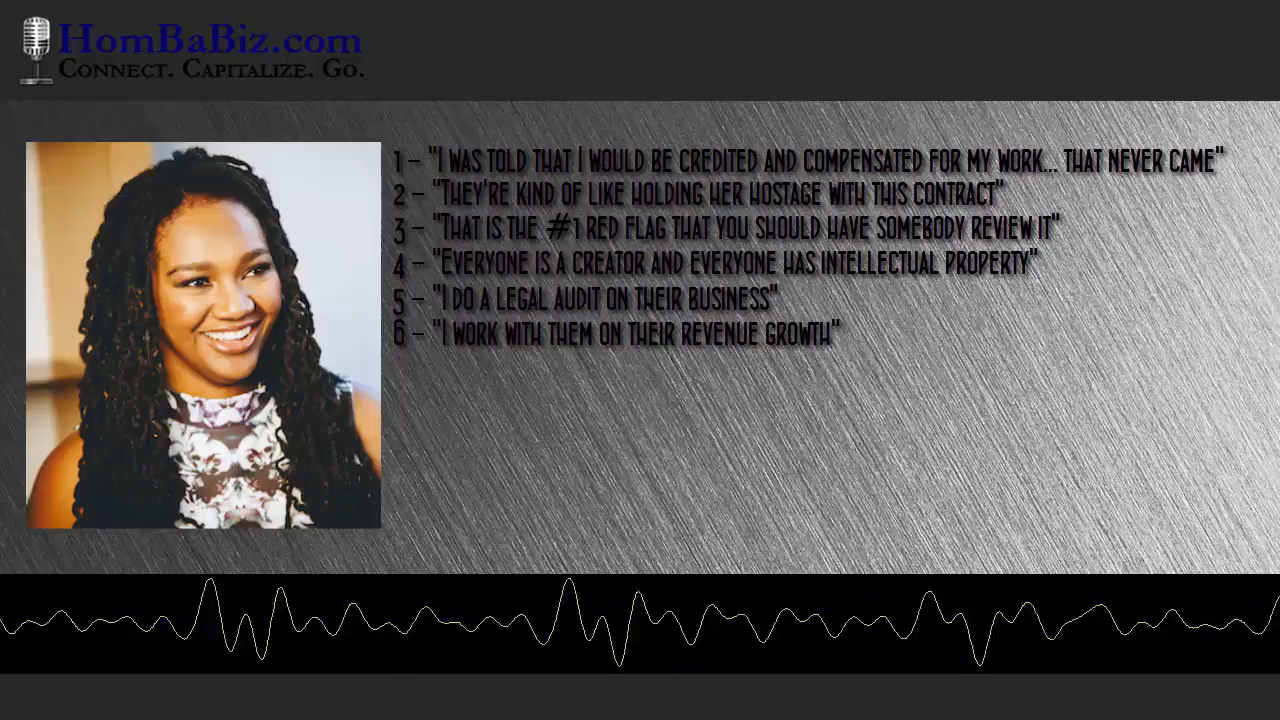 HomBaBiz.com
Connect. Capitalize. Go.
1 – "I was told that I would be credited and compensated for my work... that never came"
2 – "They're kind of like holding her hostage with this contract"
3 – "That is the #1 red flag that you should have somebody review it"
4 – "Everyone is a creator and everyone has intellectual property"
5 – "I do a legal audit on their business"
6 – "I work with them on their revenue growth"